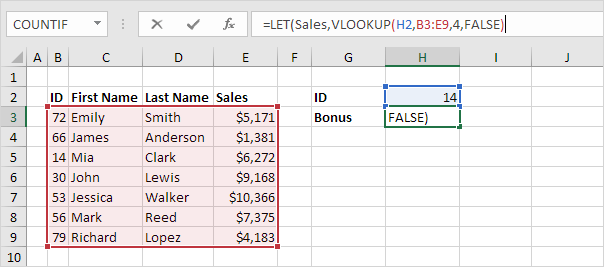 COUNTIF =LET(Sales,VLOOKUP(H2,B3:E9,4,FALSE)
A B C D E F G H I J
1
2 ID First Name Last Name Sales ID 14
3 72 Emily Smith $5,171 Bonus FALSE)
4 66 James Anderson $1,381
5 14 Mia Clark $6,272
6 30 John Lewis $9,168
7 53 Jessica Walker $10,366
8 56 Mark Reed $7,375
9 79 Richard Lopez $4,183
10